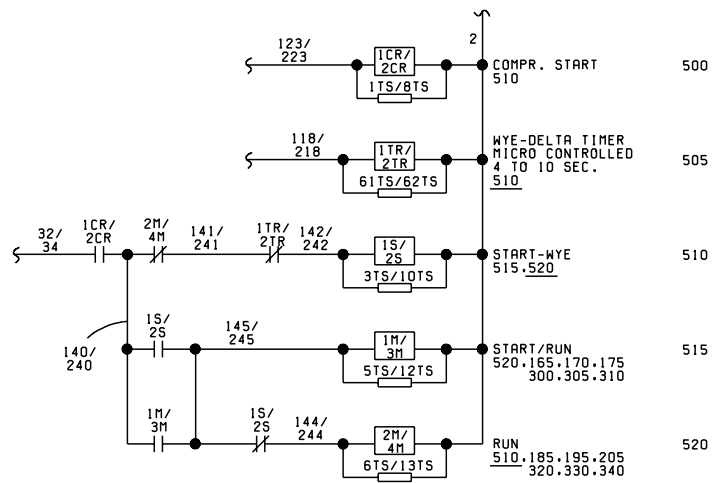 2
123/
223
1CR/
2CR
1TS/8TS
COMPR. START
510
500
118/
218
1TR/
2TR
61TS/62TS
WYE-DELTA TIMER
MICRO CONTROLLED
4 TO 10 SEC.
510
505
32/
34
1CR/
2CR
2M/
4M
141/
241
1TR/
2TR
142/
242
1S/
2S
3TS/10TS
START-WYE
515.520
510
140/
240
1S/
2S
145/
245
1M/
3M
5TS/12TS
START/RUN
520.165.170.175
300.305.310
515
1M/
3M
1S/
2S
144/
244
2M/
4M
6TS/13TS
RUN
510.185.195.205
320.330.340
520